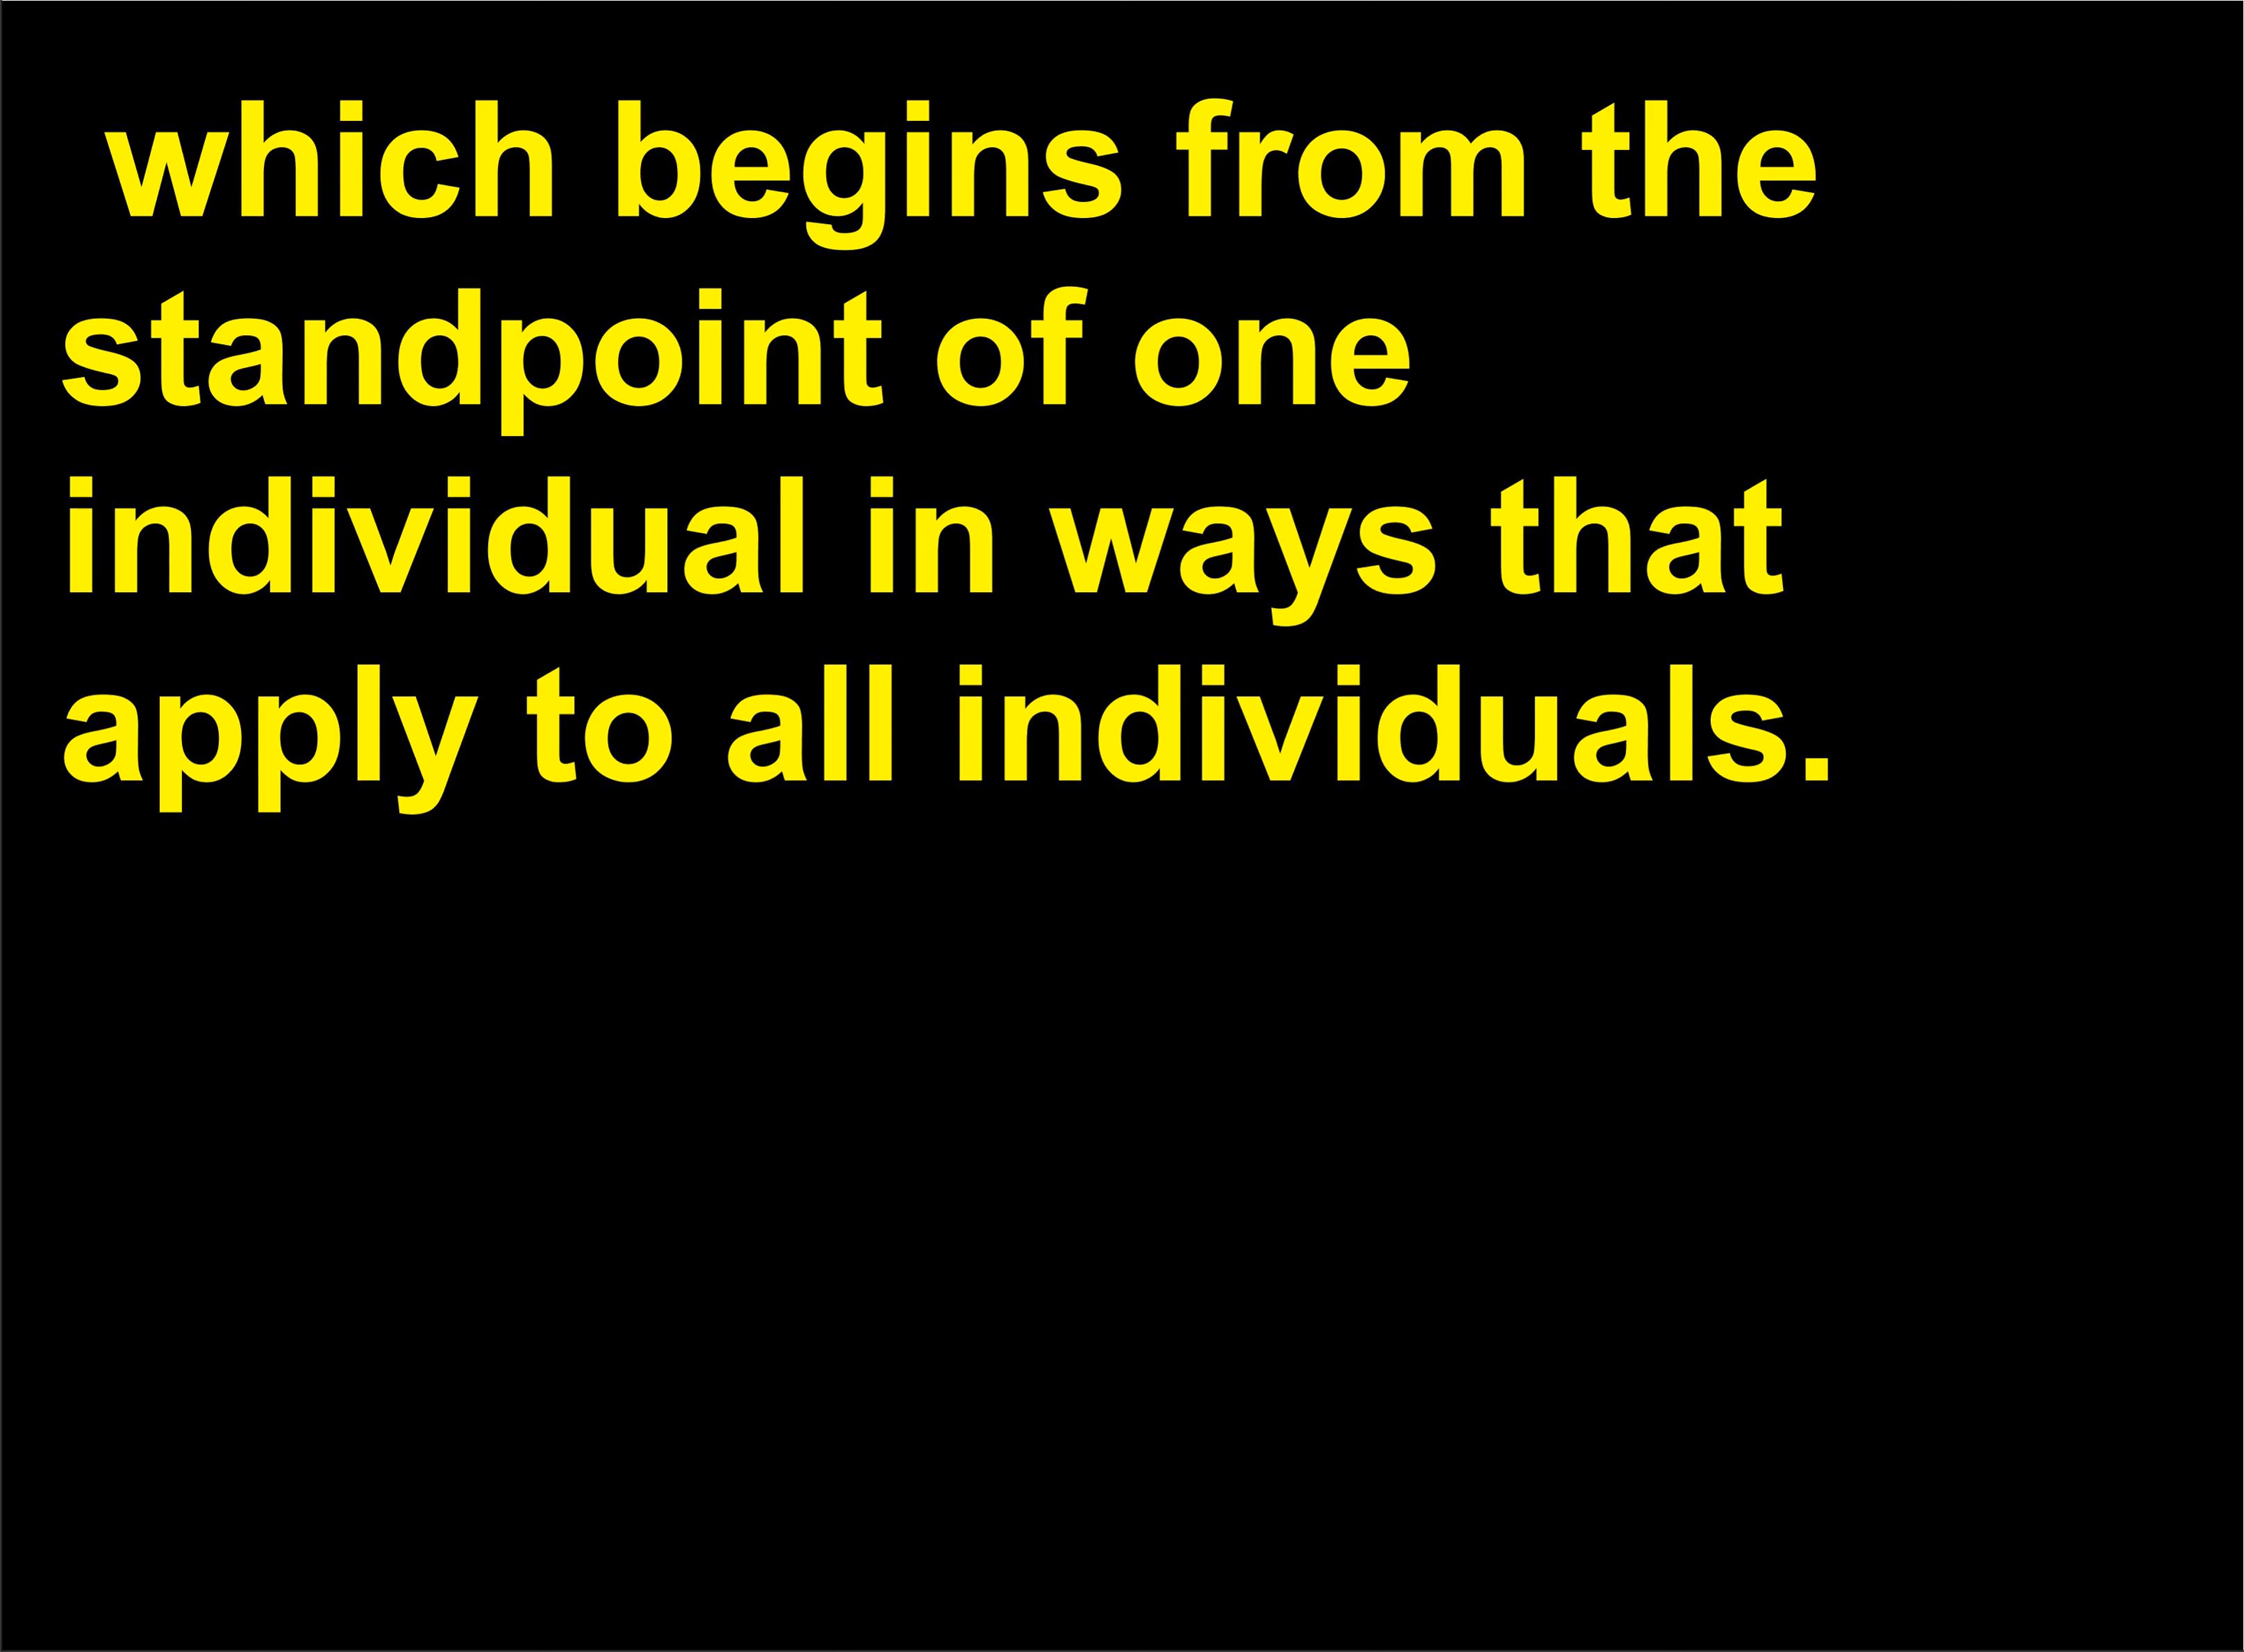 which begins from the
standpoint of one
individual in ways that
apply to all individuals.